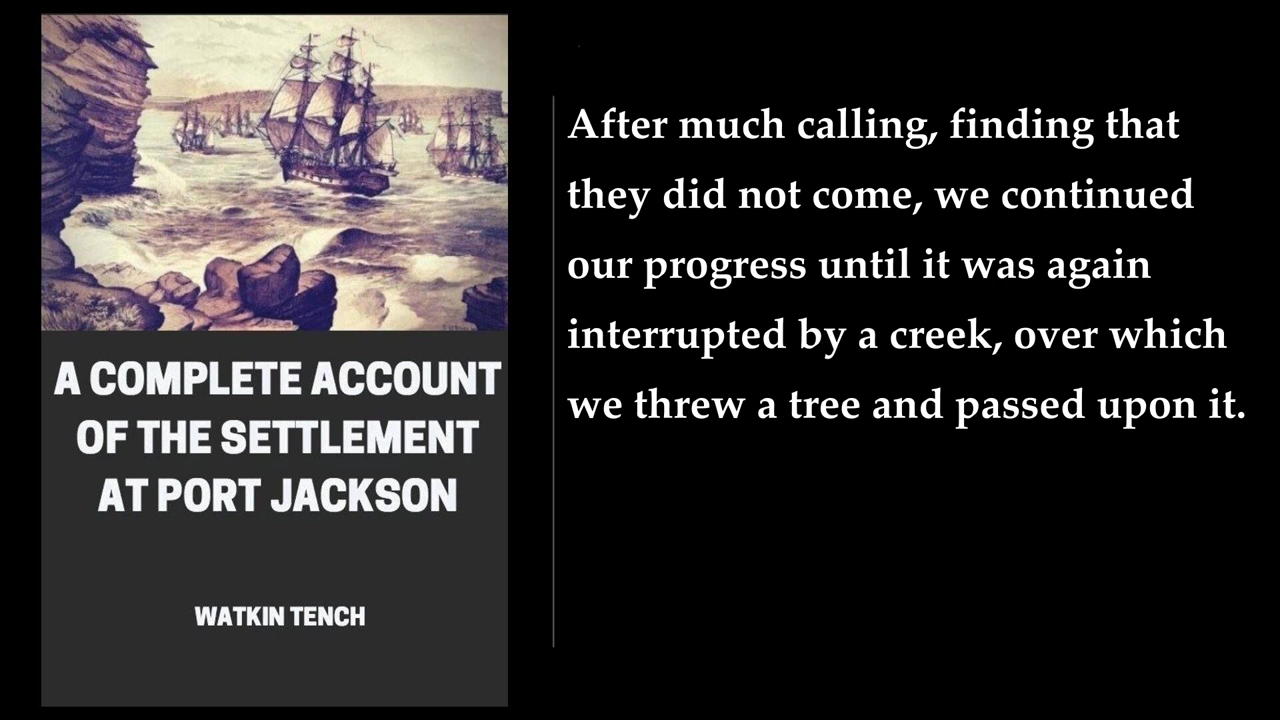 A COMPLETE ACCOUNT
OF THE SETTLEMENT
AT PORT JACKSON
WATKIN TENCH
After much calling, finding that
they did not come, we continued
our progress until it was again
interrupted by a creek, over which
we threw a tree and passed upon it.